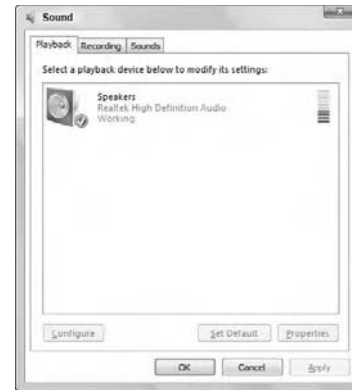 Sound
Playback Recording Sounds
Select a playback device below to modify its settings:
Speakers
Realtek High Definition Audio
Working
Configure Set Default Properties
OK Cancel Apply